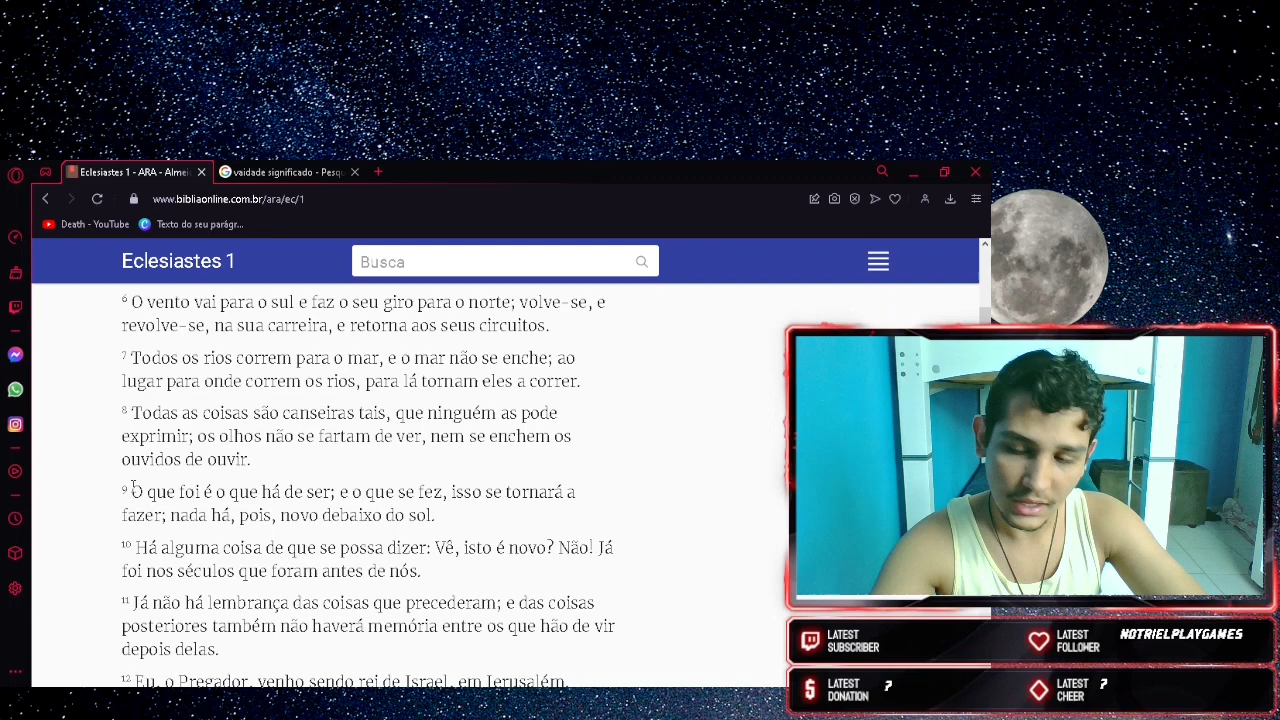 Eclesiastes 1 - ARA - Almei
vaidade significado - Pesqu
www.bibliaonline.com.br/ara/ec/1
Death - YouTube
Texto do seu parágr...
Eclesiastes 1
Busca
6 O vento vai para o sul e faz o seu giro para o norte; volve-se, e
revolve-se, na sua carreira, e retorna aos seus circuitos.
7 Todos os rios correm para o mar, e o mar não se enche; ao
lugar para onde correm os rios, para lá tornam eles a correr.
8 Todas as coisas são canseiras tais, que ninguém as pode
exprimir; os olhos não se fartam de ver, nem se enchem os
ouvidos de ouvir.
9 O que foi é o que há de ser; e o que se fez, isso se tornará a
fazer; nada há, pois, novo debaixo do sol.
10 Há alguma coisa de que se possa dizer: Vê, isto é novo? Não! Já
foi nos séculos que foram antes de nós.
11 Já não há lembrança das coisas que precederam; e das coisas
posteriores também não haverá memória entre os que hão de vir
depois delas.
12 Eu, o Pregador, venho sendo rei de Israel, em Jerusalém.
LATEST
SUBSCRIBER
LATEST
FOLLOWER
NOTRIELPLAYGAMES
LATEST
DONATION
?
LATEST
CHEER
?